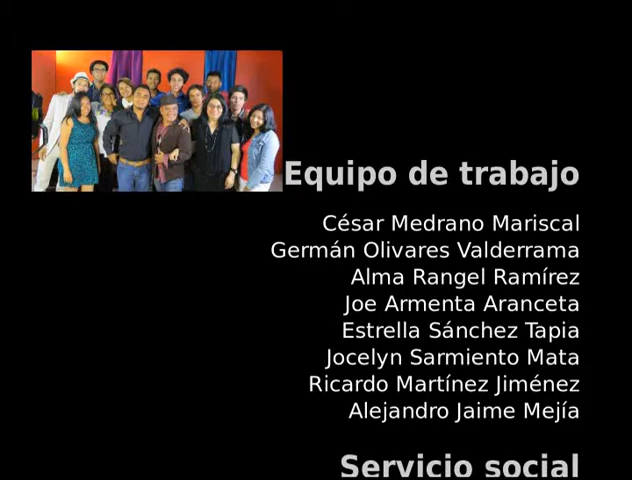 Equipo de trabajo
César Medrano Mariscal
Germán Olivares Valderrama
Alma Rangel Ramírez
Joe Armenta Aranceta
Estrella Sánchez Tapia
Jocelyn Sarmiento Mata
Ricardo Martínez Jiménez
Alejandro Jaime Mejía
Servicio social